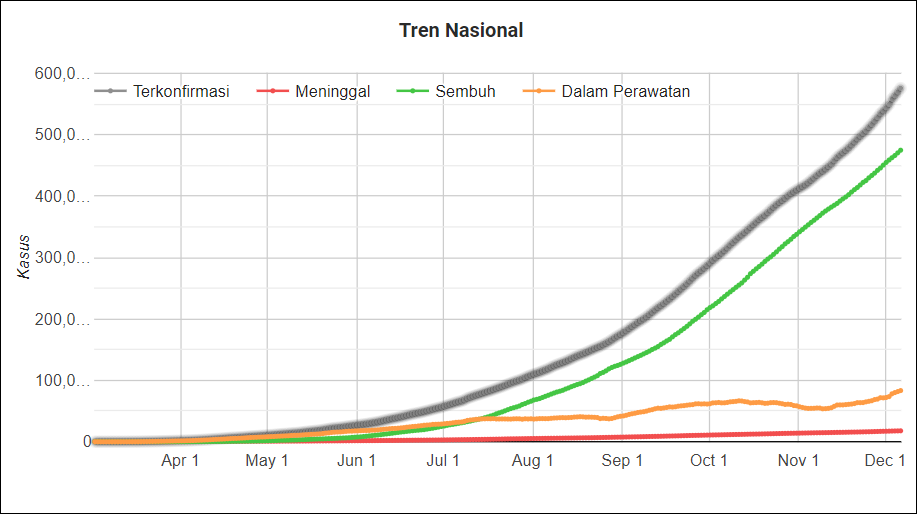 Tren Nasional
600,0...
Terkonfirmasi Meninggal Sembuh Dalam Perawatan
500,0...
400,0...
Kasus
300,0...
200,0...
100,0...
0
Apr 1 May 1 Jun 1 Jul 1 Aug 1 Sep 1 Oct 1 Nov 1 Dec 1